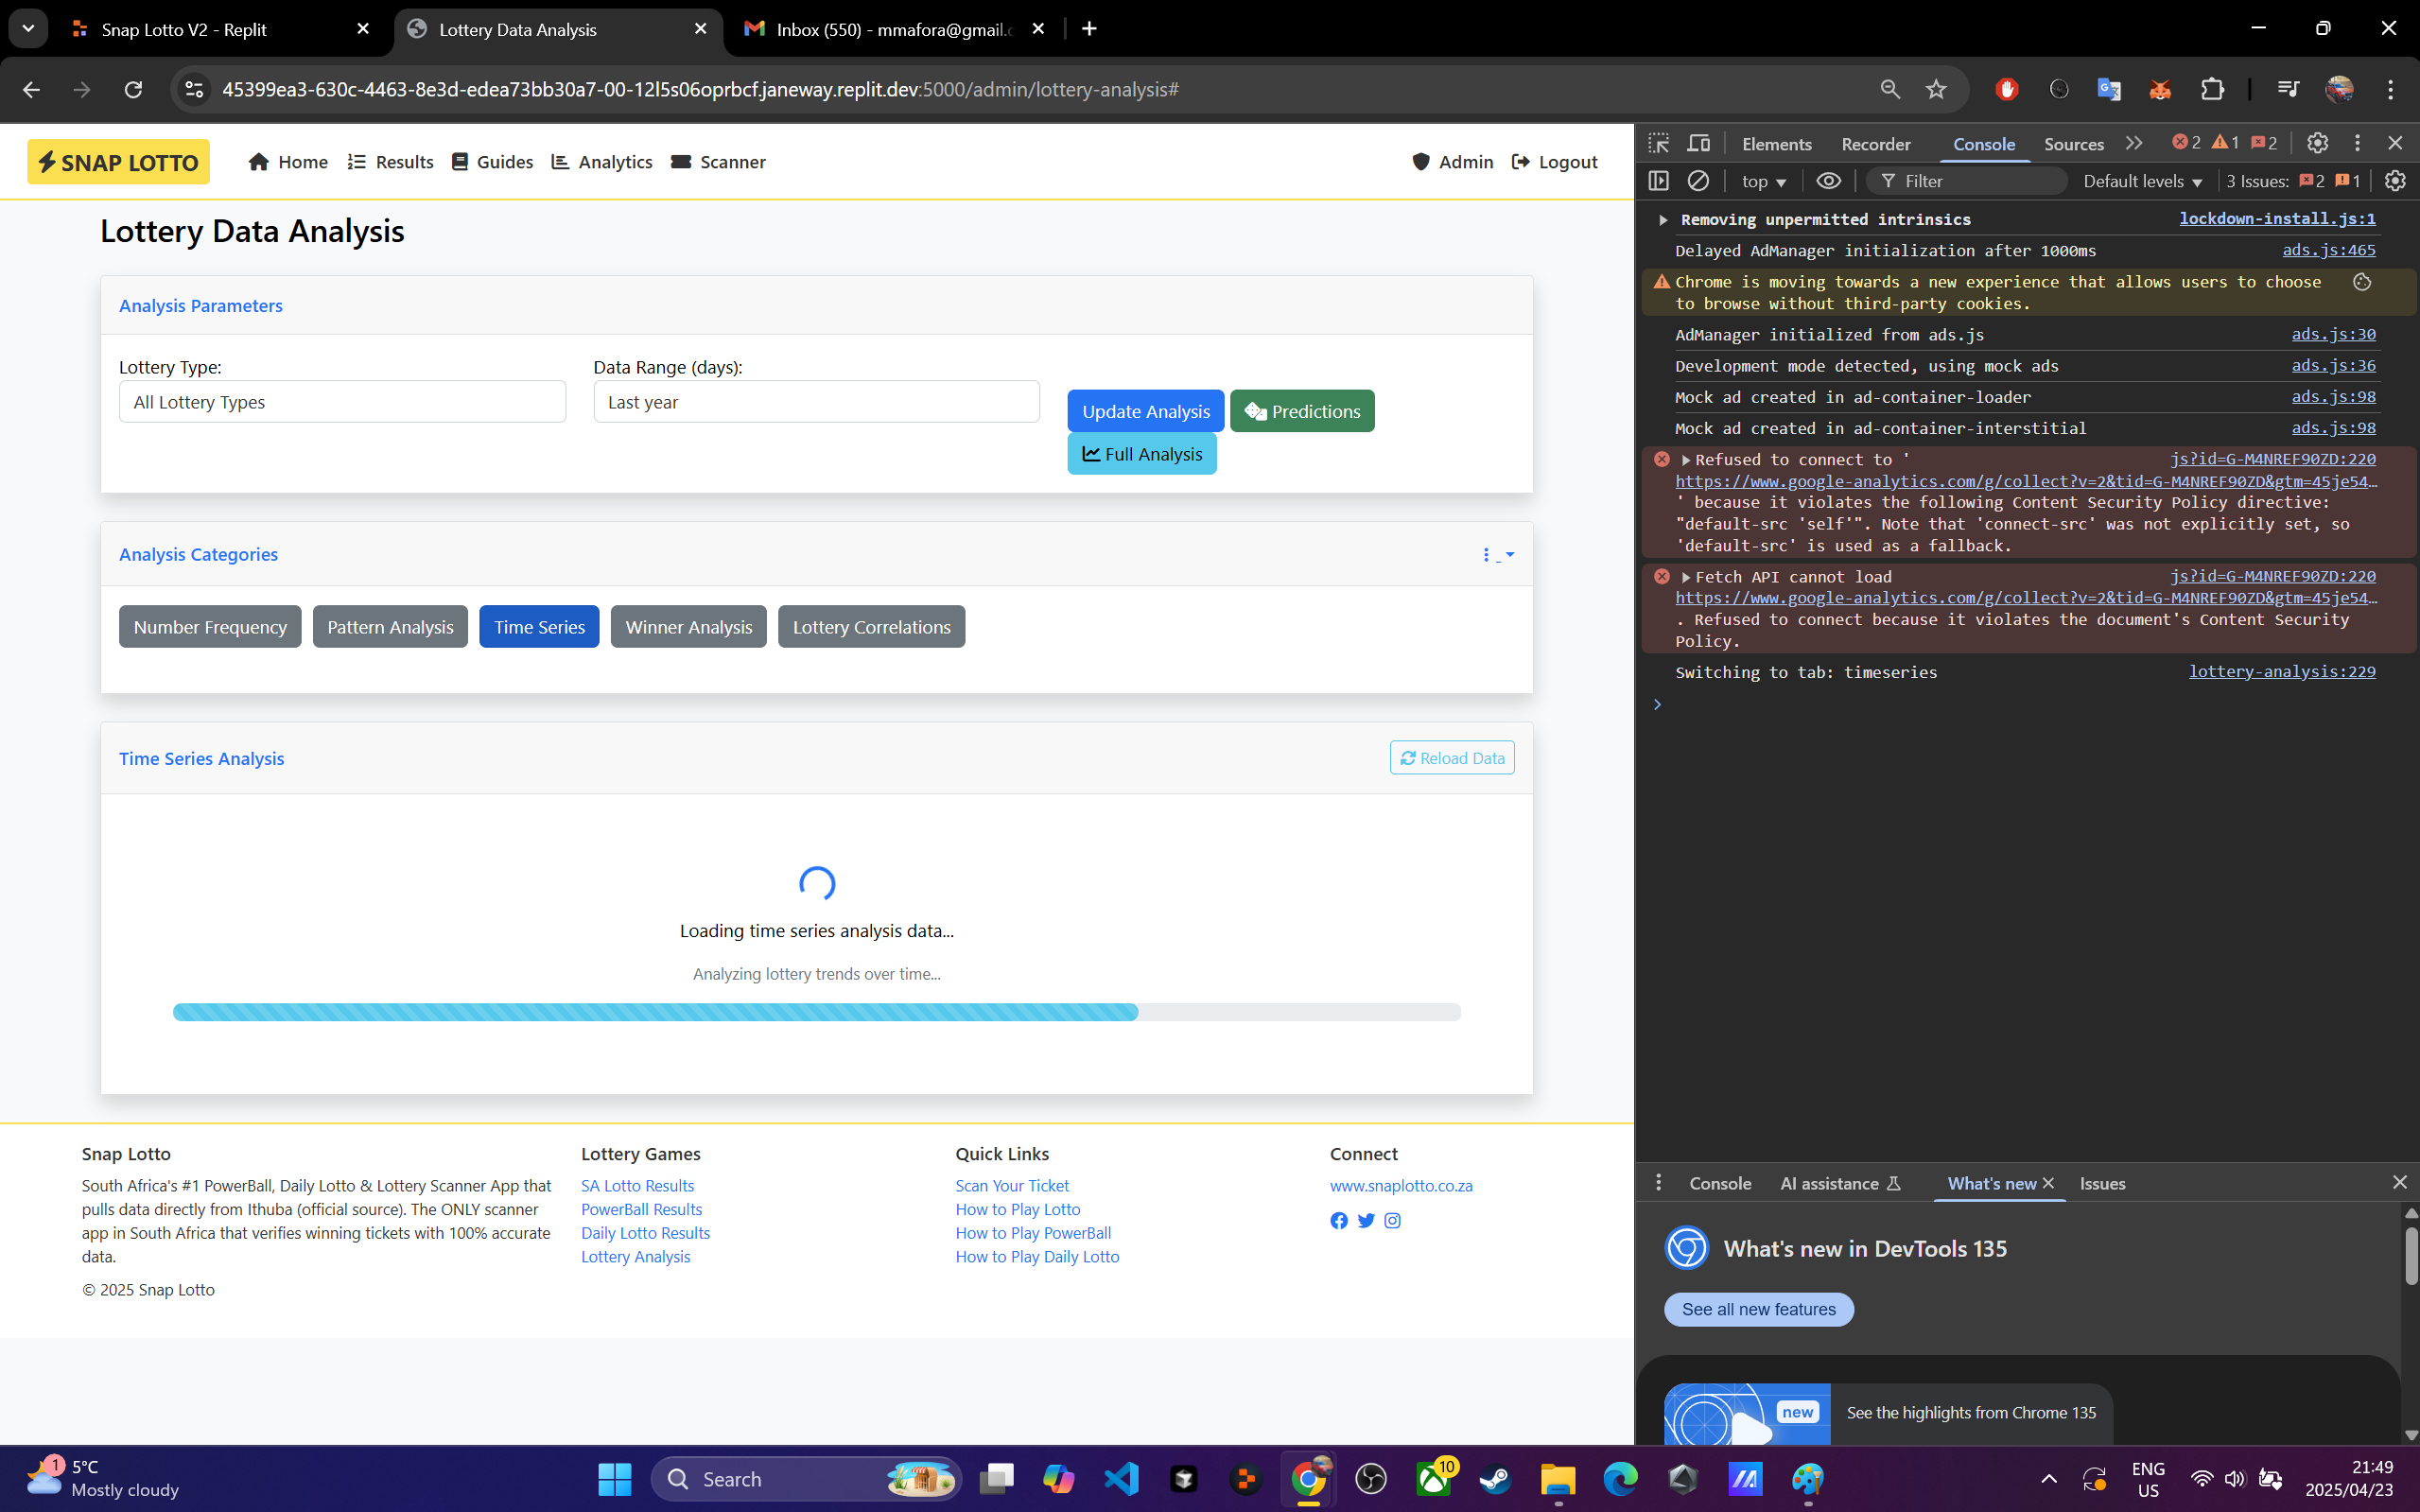 Snap Lotto V2 - Replit
Lottery Data Analysis
Inbox (550) - mmafora@gmail.c
45399ea3-630c-4463-8e3d-edea73bb30a7-00-12l5s06oprbcf.janeway.replit.dev:5000/admin/lottery-analysis#
SNAP LOTTO
Home
Results
Guides
Analytics
Scanner
Admin
Logout
Lottery Data Analysis
Analysis Parameters
Lottery Type:
All Lottery Types
Data Range (days):
Last year
Update Analysis
Predictions
Full Analysis
Analysis Categories
Number Frequency
Pattern Analysis
Time Series
Winner Analysis
Lottery Correlations
Time Series Analysis
Reload Data
Loading time series analysis data...
Analyzing lottery trends over time...
Snap Lotto
South Africa's #1 PowerBall, Daily Lotto & Lottery Scanner App that
pulls data directly from Ithuba (official source). The ONLY scanner
app in South Africa that verifies winning tickets with 100% accurate
data.
© 2025 Snap Lotto
Lottery Games
SA Lotto Results
PowerBall Results
Daily Lotto Results
Lottery Analysis
Quick Links
Scan Your Ticket
How to Play Lotto
How to Play PowerBall
How to Play Daily Lotto
Connect
www.snaplotto.co.za
Elements
Recorder
Console
Sources
2
1
2
top
Filter
Default levels
3 Issues: 2 1
Removing unpermitted intrinsics lockdown-install.js:1
Delayed AdManager initialization after 1000ms ads.js:465
Chrome is moving towards a new experience that allows users to choose
to browse without third-party cookies.
AdManager initialized from ads.js ads.js:30
Development mode detected, using mock ads ads.js:36
Mock ad created in ad-container-loader ads.js:98
Mock ad created in ad-container-interstitial ads.js:98
Refused to connect to ' js?id=G-M4NREF90ZD:220
https://www.google-analytics.com/g/collect?v=2&tid=G-M4NREF90ZD&gtm=45je54…
' because it violates the following Content Security Policy directive:
"default-src 'self'". Note that 'connect-src' was not explicitly set, so
'default-src' is used as a fallback.
Fetch API cannot load js?id=G-M4NREF90ZD:220
https://www.google-analytics.com/g/collect?v=2&tid=G-M4NREF90ZD&gtm=45je54…
. Refused to connect because it violates the document's Content Security
Policy.
Switching to tab: timeseries lottery-analysis:229
Console
AI assistance
What's new
Issues
What's new in DevTools 135
See all new features
new
See the highlights from Chrome 135
1
5°C
Mostly cloudy
Search
10
ENG
US
21:49
2025/04/23